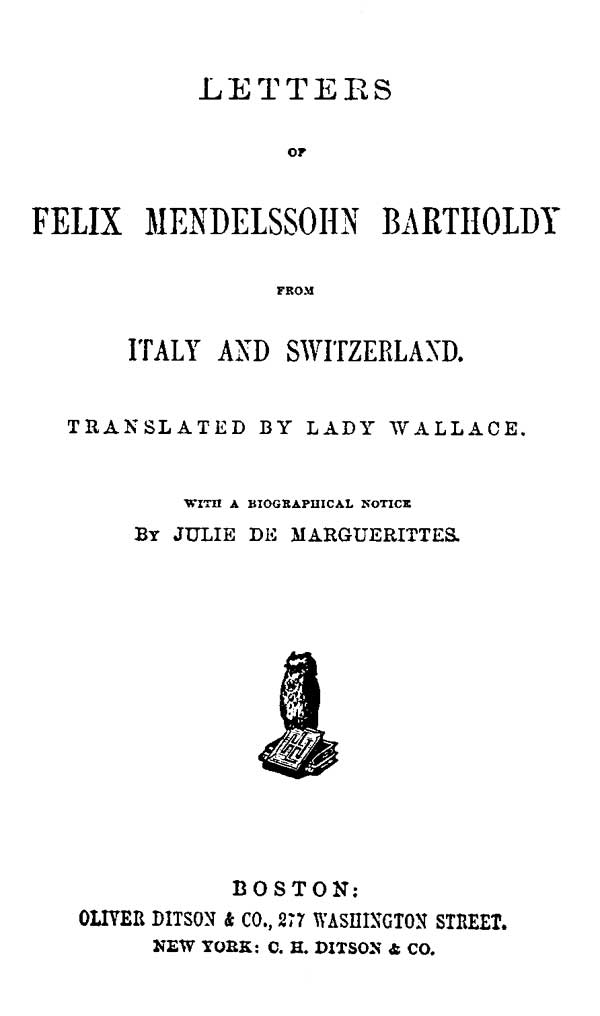 LETTERS
OF
FELIX MENDELSSOHN BARTHOLDY
FROM
ITALY AND SWITZERLAND.
TRANSLATED BY LADY WALLACE.
WITH A BIOGRAPHICAL NOTICE
BY JULIE DE MARGUERITTES.
BOSTON:
OLIVER DITSON & CO., 277 WASHINGTON STREET.
NEW YORK: C. H. DITSON & CO.